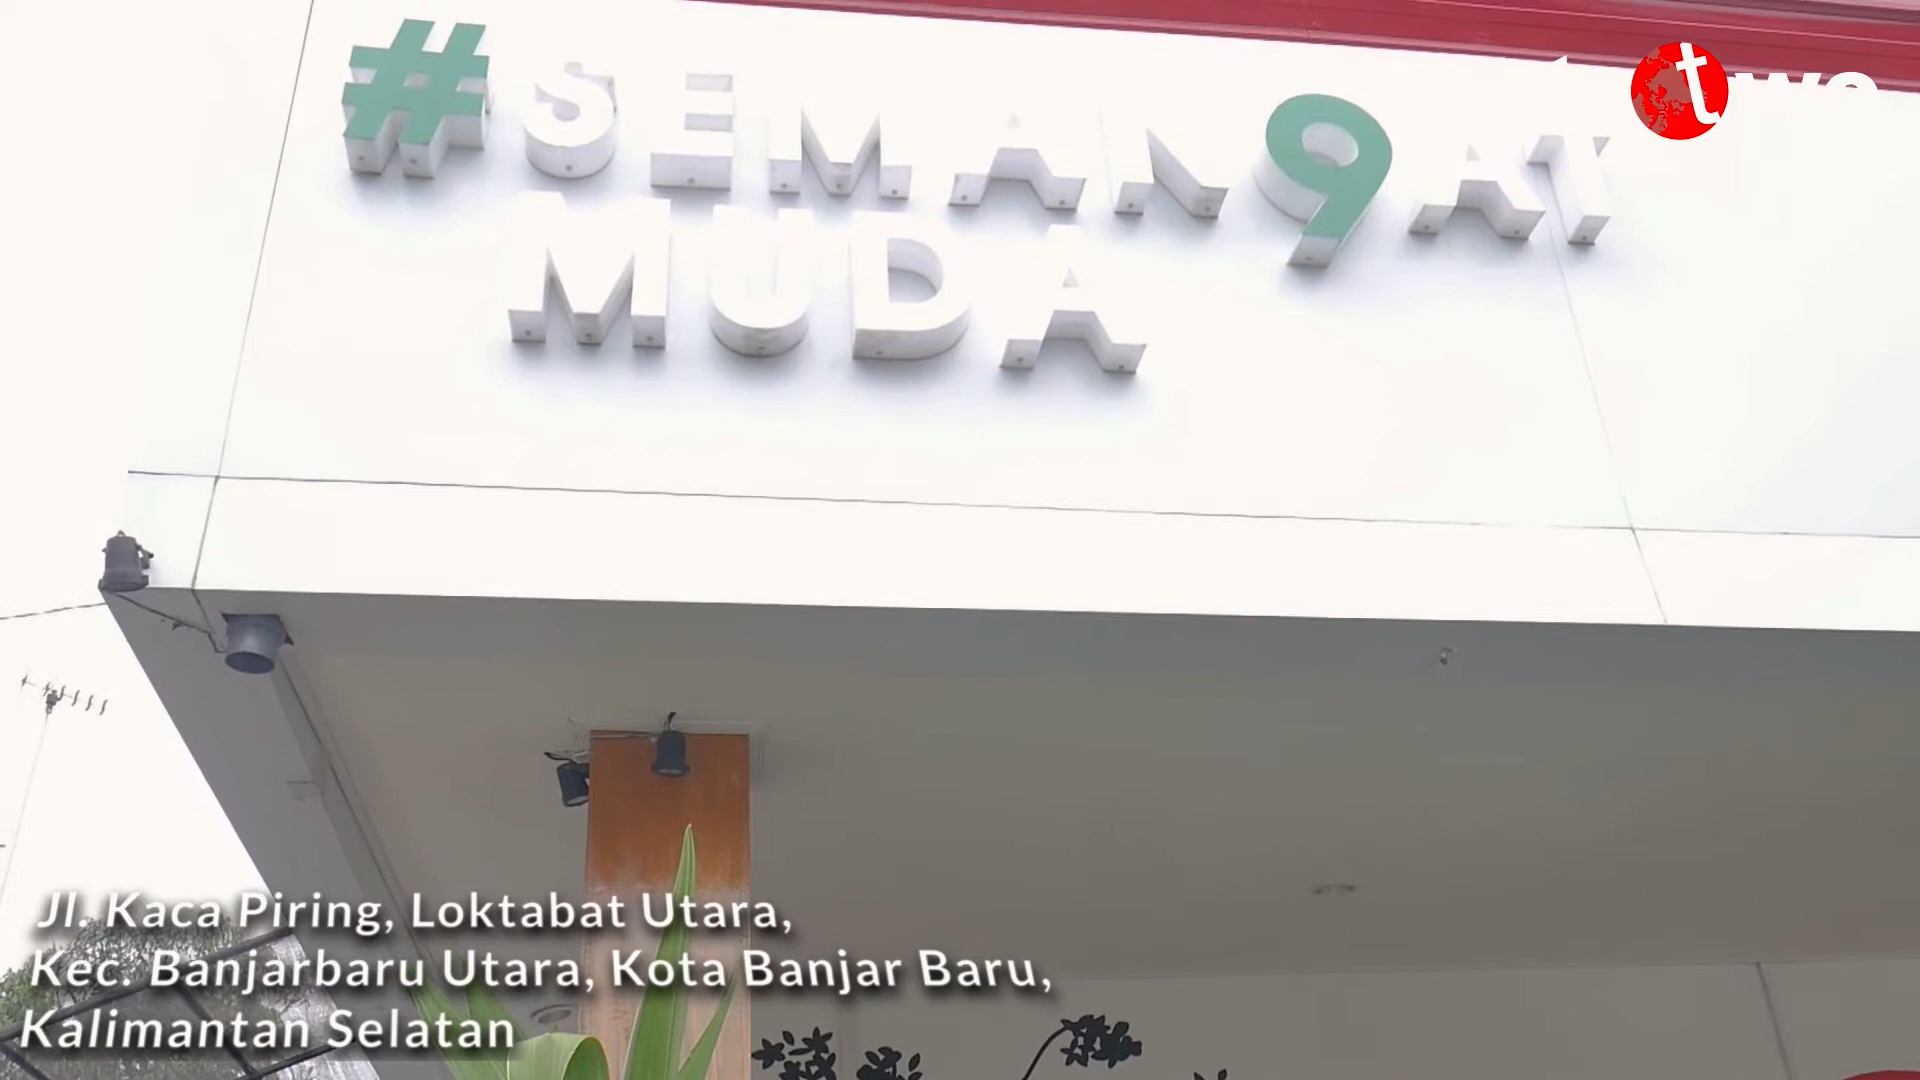 #SEMAN9AT
MUDA
Jl. Kaca Piring, Loktabat Utara,
Kec. Banjarbaru Utara, Kota Banjar Baru,
Kalimantan Selatan